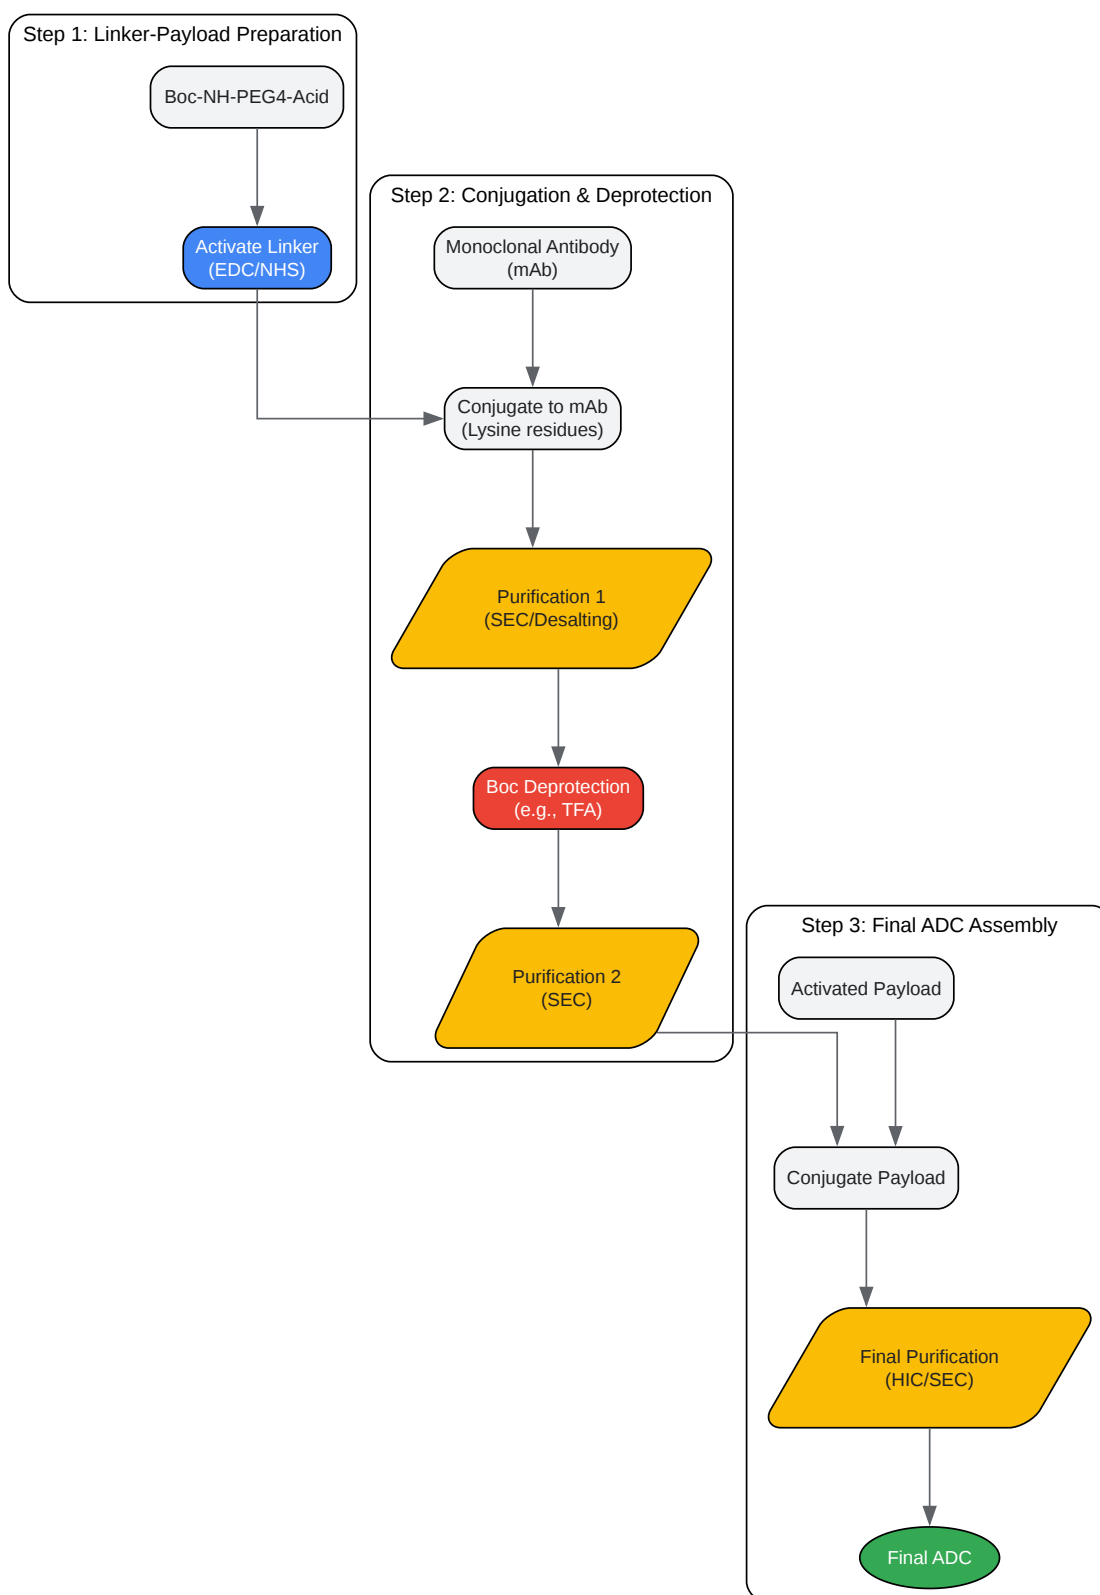 Step 1: Linker-Payload Preparation
Boc-NH-PEG4-Acid
Activate Linker
(EDC/NHS)
Step 2: Conjugation & Deprotection
Monoclonal Antibody
(mAb)
Conjugate to mAb
(Lysine residues)
Purification 1
(SEC/Desalting)
Boc Deprotection
(e.g., TFA)
Purification 2
(SEC)
Step 3: Final ADC Assembly
Activated Payload
Conjugate Payload
Final Purification
(HIC/SEC)
Final ADC